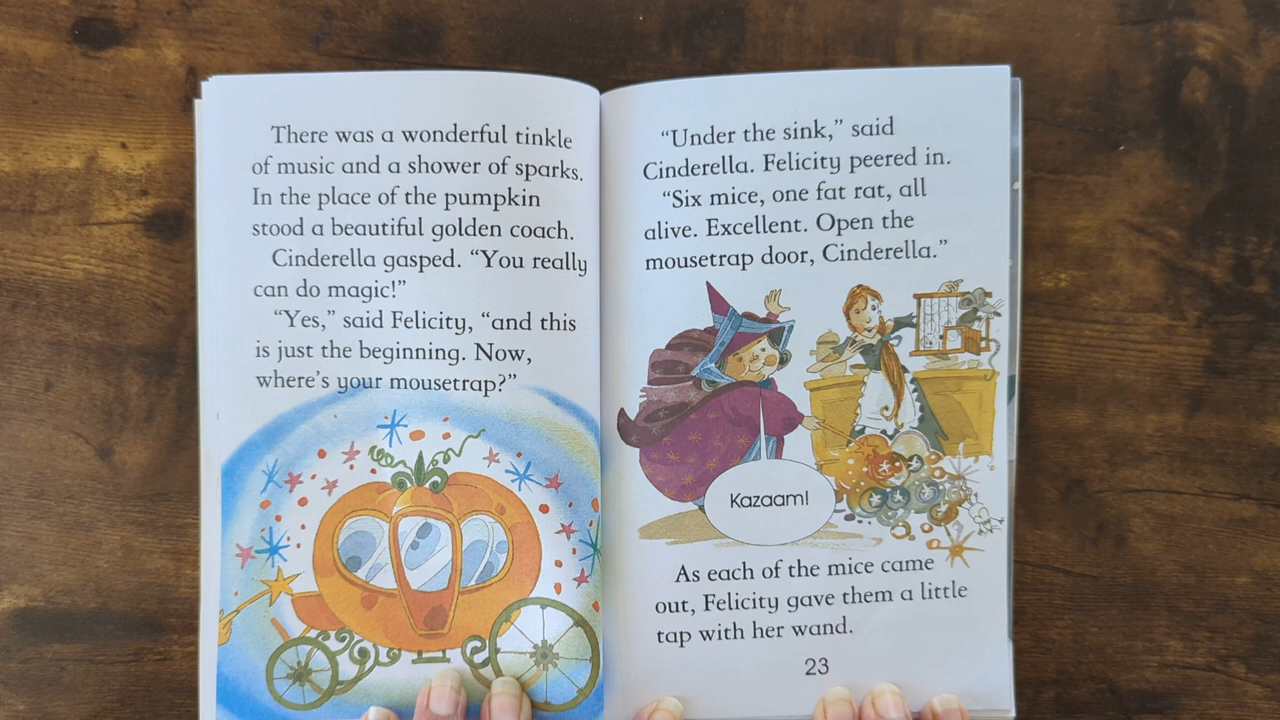 There was a wonderful tinkle
of music and a shower of sparks.
In the place of the pumpkin
stood a beautiful golden coach.
Cinderella gasped. “You really
can do magic!”
“Yes,” said Felicity, “and this
is just the beginning. Now,
where’s your mousetrap?”
“Under the sink,” said
Cinderella. Felicity peered in.
“Six mice, one fat rat, all
alive. Excellent. Open the
mousetrap door, Cinderella.”
Kazaam!
As each of the mice came
out, Felicity gave them a little
tap with her wand.
23